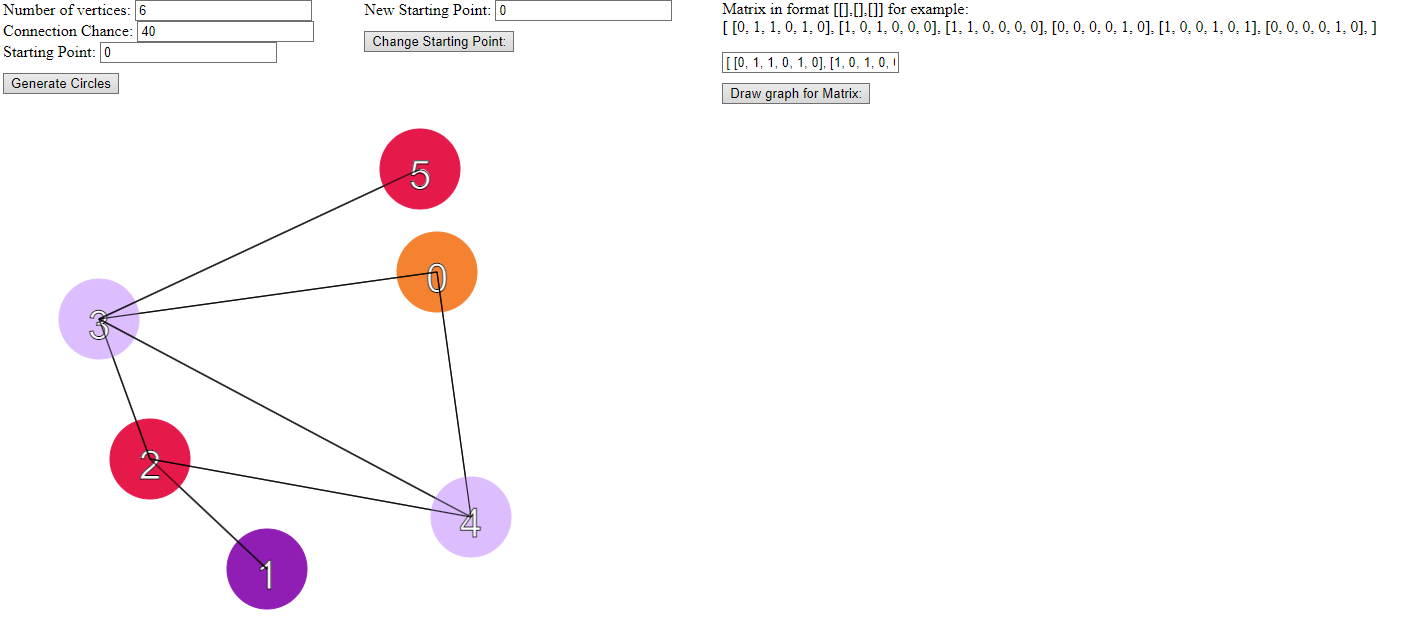 Number of vertices: 6
Connection Chance: 40
Starting Point: 0
Generate Circles
New Starting Point: 0
Change Starting Point:
Matrix in format [[],[],[]] for example:
[ [0, 1, 1, 0, 1, 0], [1, 0, 1, 0, 0, 0], [1, 1, 0, 0, 0, 0], [0, 0, 0, 0, 1, 0], [1, 0, 0, 1, 0, 1], [0, 0, 0, 0, 1, 0], ]
[ [0, 1, 1, 0, 1, 0], [1, 0, 1, 0,
Draw graph for Matrix:
5
0
3
2
4
1